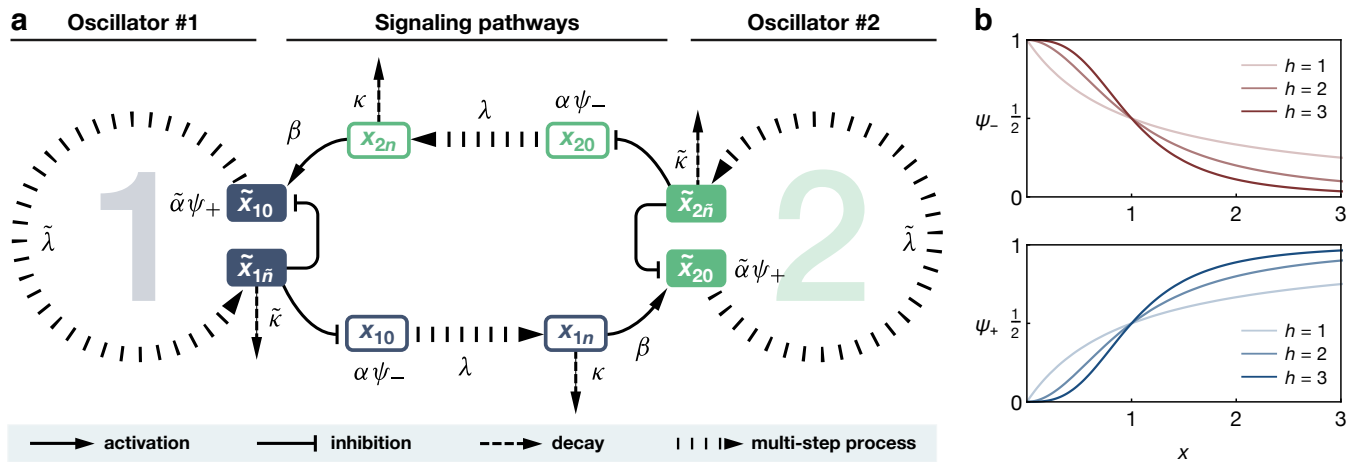 a
Oscillator #1
Signaling pathways
Oscillator #2
κ
β
x₂ₙ
λ
αψ₋
x₂₀
κ̃
1
λ̃
α̃ψ₊
x̃₁₀
x̃₁ñ
κ̃
x̃₂ñ
x̃₂₀
α̃ψ₊
2
λ̃
x₁₀
αψ₋
λ
x₁ₙ
β
κ
activation
inhibition
decay
multi-step process
b
1
ψ₋ 1/2
0
h = 1
h = 2
h = 3
1 2 3
1
ψ₊ 1/2
0
h = 1
h = 2
h = 3
1 2 3
x